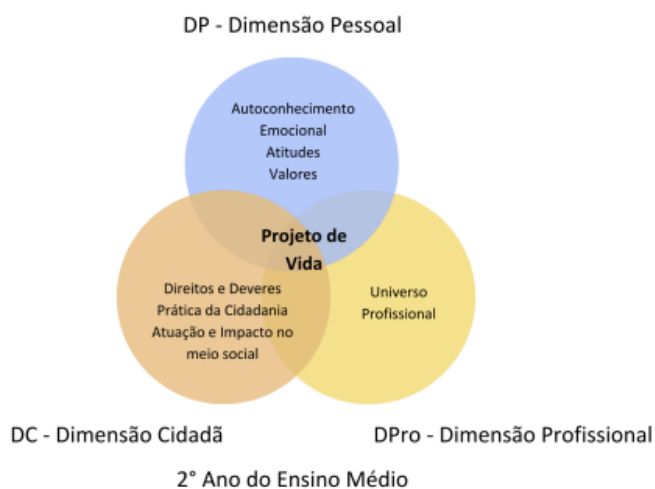 DP - Dimensão Pessoal
Autoconhecimento
Emocional
Atitudes
Valores
Projeto de
Vida
Direitos e Deveres
Prática da Cidadania
Atuação e Impacto no
meio social
Universo
Profissional
DC - Dimensão Cidadã
DPro - Dimensão Profissional
2° Ano do Ensino Médio